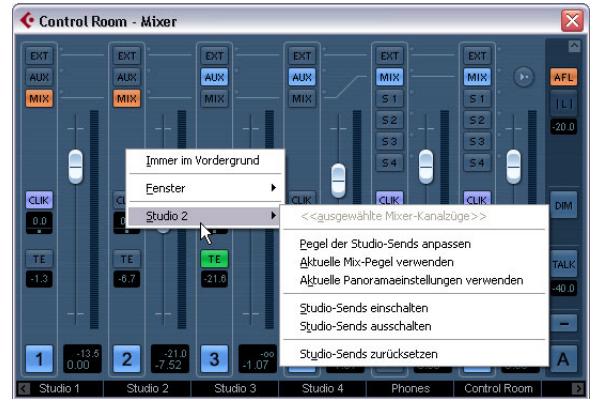 Control Room - Mixer
EXT EXT EXT EXT EXT EXT
AUX AUX AUX AUX MIX MIX AFL
MIX MIX MIX MIX S 1 S 1 | L |
S 2 S 2 -20.0
S 3 S 3
S 4 S 4
Immer im Vordergrund
Fenster
Studio 2
CLIK CLIK CLIK CLIK DIM
0.0
<<ausgewählte Mixer-Kanalzüge>>
Pegel der Studio-Sends anpassen
Aktuelle Mix-Pegel verwenden
Aktuelle Panoramaeinstellungen verwenden
Studio-Sends einschalten
Studio-Sends ausschalten
Studio-Sends zurücksetzen
TE TE TE TALK
-1.3 -6.7 -21.6 -40.0
1 -13.5 0.00 2 -21.0 -7.52 3 -oo -1.07 A
Studio 1 Studio 2 Studio 3 Studio 4 Phones Control Room